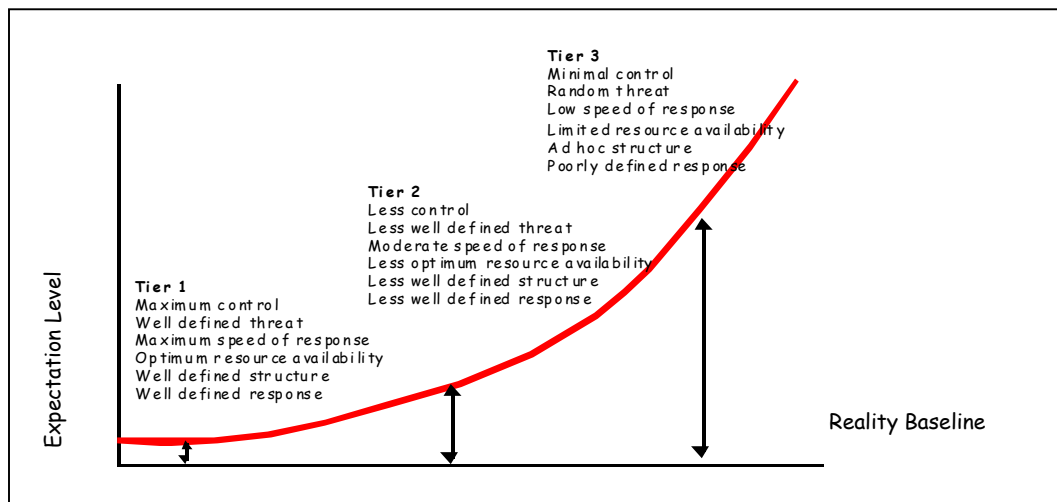 Tier 3
Minimal control
Random threat
Low speed of response
Limited resource availability
Ad hoc structure
Poorly defined response
Tier 2
Less control
Less well defined threat
Moderate speed of response
Less optimum resource availability
Less well defined structure
Less well defined response
Tier 1
Maximum control
Well defined threat
Maximum speed of response
Optimum resource availability
Well defined structure
Well defined response
Expectation Level
Reality Baseline